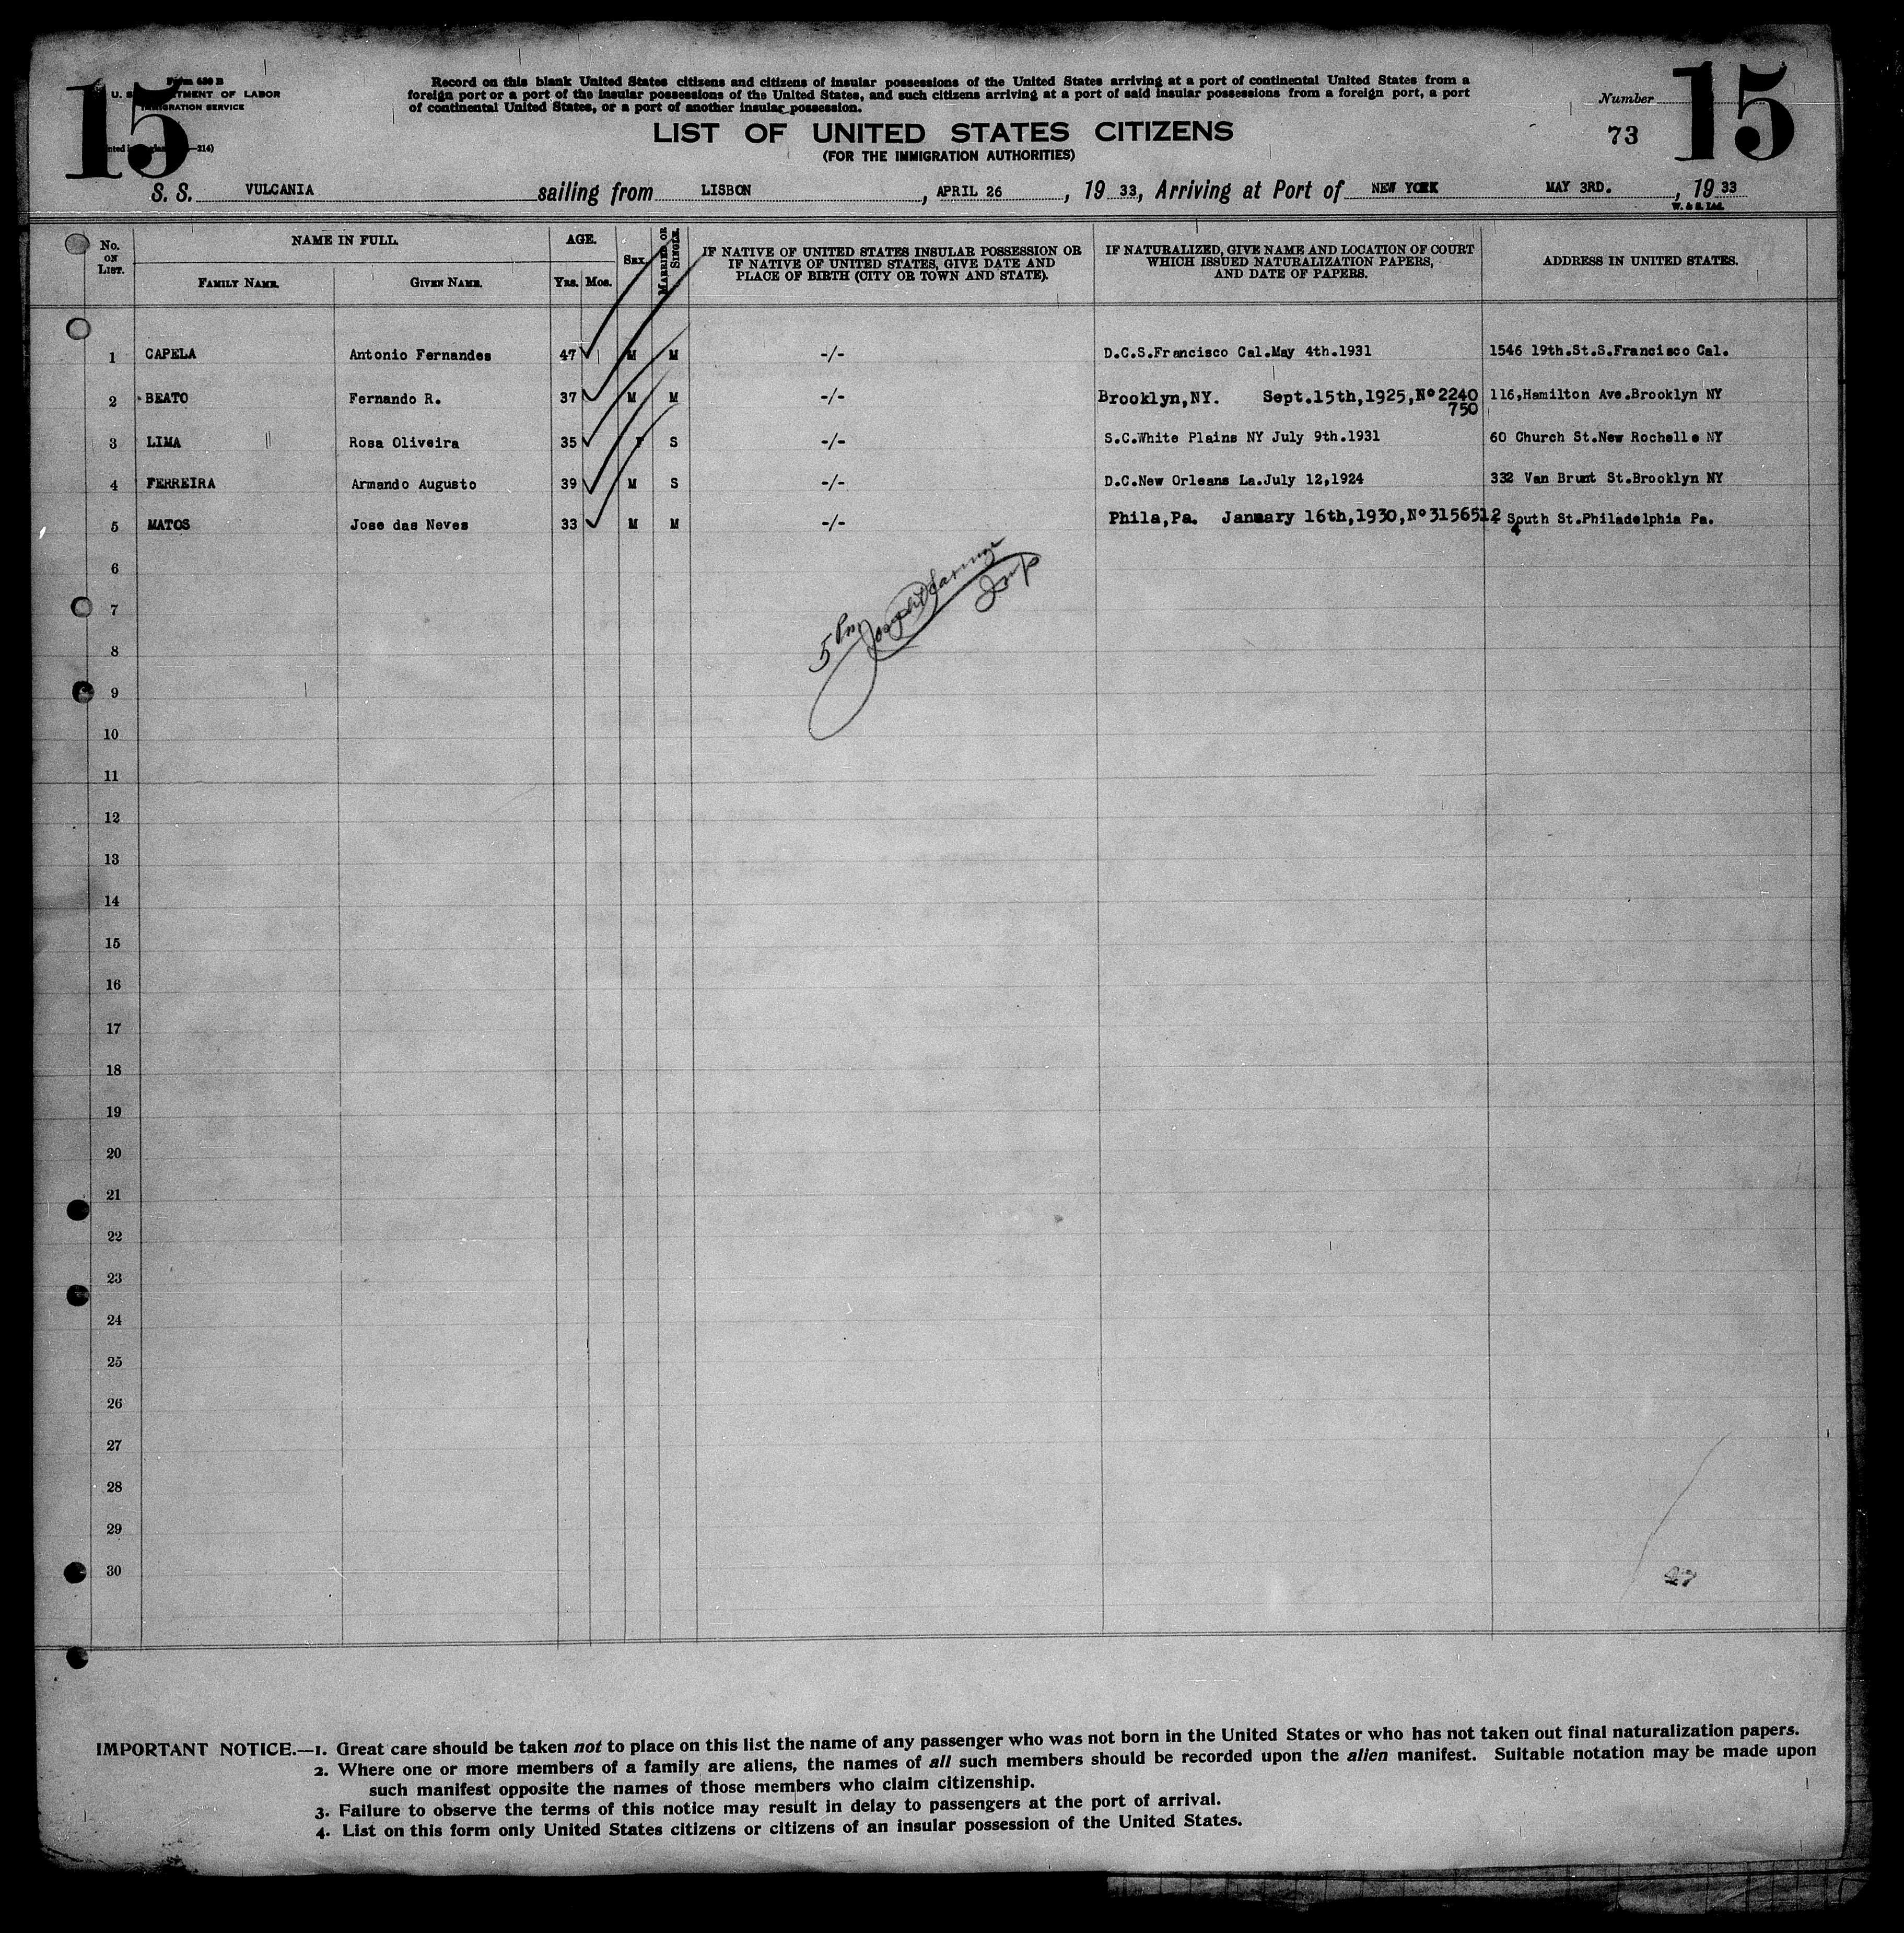 15
Form 630 B
U. S. DEPARTMENT OF LABOR
IMMIGRATION SERVICE
Record on this blank United States citizens and citizens of insular possessions of the United States arriving at a port of continental United States from a
foreign port or a port of the insular possessions of the United States, and such citizens arriving at a port of said insular possessions from a foreign port, a port
of continental United States, or a port of another insular possession.
Number
15
73
LIST OF UNITED STATES CITIZENS
(FOR THE IMMIGRATION AUTHORITIES)
—214)
S. S. VULCANIA sailing from LISBON, APRIL 26, 19 33, Arriving at Port of NEW YORK MAY 3RD., 19 33
W. & S. Ltd.
No. ON LIST.
NAME IN FULL.
AGE.
SEX.
MARRIED OR SINGLE.
IF NATIVE OF UNITED STATES INSULAR POSSESSION OR
IF NATIVE OF UNITED STATES, GIVE DATE AND
PLACE OF BIRTH (CITY OR TOWN AND STATE).
IF NATURALIZED, GIVE NAME AND LOCATION OF COURT
WHICH ISSUED NATURALIZATION PAPERS,
AND DATE OF PAPERS.
ADDRESS IN UNITED STATES.
FAMILY NAME. GIVEN NAME. Yrs. Mos.
1 CAPELA Antonio Fernandes 47 M M -/- D.C.S.Francisco Cal.May 4th.1931 1546 19th.St.S.Francisco Cal.
2 BEATO Fernando R. 37 M M -/- Brooklyn,NY. Sept.15th,1925,No 2240 116,Hamilton Ave.Brooklyn NY
750
3 LIMA Rosa Oliveira 35 F S -/- S.C.White Plains NY July 9th.1931 60 Church St.New Rochelle NY
4 FERREIRA Armando Augusto 39 M S -/- D.C.New Orleans La.July 12,1924 332 Van Brunt St.Brooklyn NY
5 MATOS Jose das Neves 33 M M -/- Phila,Pa. January 16th,1930,No 3156512 South St.Philadelphia Pa.
4
5 Pm
6
7
8
9
10
11
12
13
14
15
16
17
18
19
20
21
22
23
24
25
26
27
28
29
30
47
IMPORTANT NOTICE.—1. Great care should be taken not to place on this list the name of any passenger who was not born in the United States or who has not taken out final naturalization papers.
2. Where one or more members of a family are aliens, the names of all such members should be recorded upon the alien manifest. Suitable notation may be made upon
such manifest opposite the names of those members who claim citizenship.
3. Failure to observe the terms of this notice may result in delay to passengers at the port of arrival.
4. List on this form only United States citizens or citizens of an insular possession of the United States.